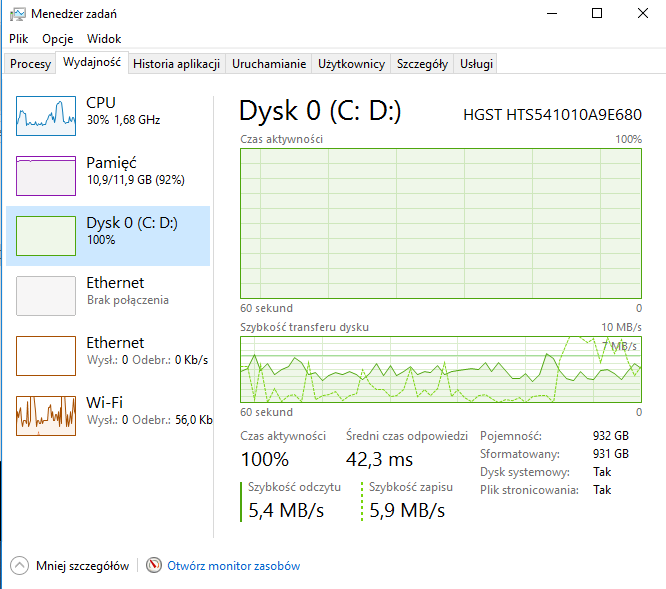 Menedżer zadań
Plik Opcje Widok
Procesy Wydajność Historia aplikacji Uruchamianie Użytkownicy Szczegóły Usługi
CPU
30% 1,68 GHz
Pamięć
10,9/11,9 GB (92%)
Dysk 0 (C: D:)
100%
Ethernet
Brak połączenia
Ethernet
Wysł.: 0 Odebr.: 0 Kb/s
Wi-Fi
Wysł.: 0 Odebr.: 56,0 Kb
Dysk 0 (C: D:) HGST HTS541010A9E680
Czas aktywności 100%
60 sekund 0
Szybkość transferu dysku 10 MB/s
7 MB/s
60 sekund 0
Czas aktywności
100%
Średni czas odpowiedzi
42,3 ms
Szybkość odczytu
5,4 MB/s
Szybkość zapisu
5,9 MB/s
Pojemność: 932 GB
Sformatowany: 931 GB
Dysk systemowy: Tak
Plik stronicowania: Tak
Mniej szczegółów Otwórz monitor zasobów